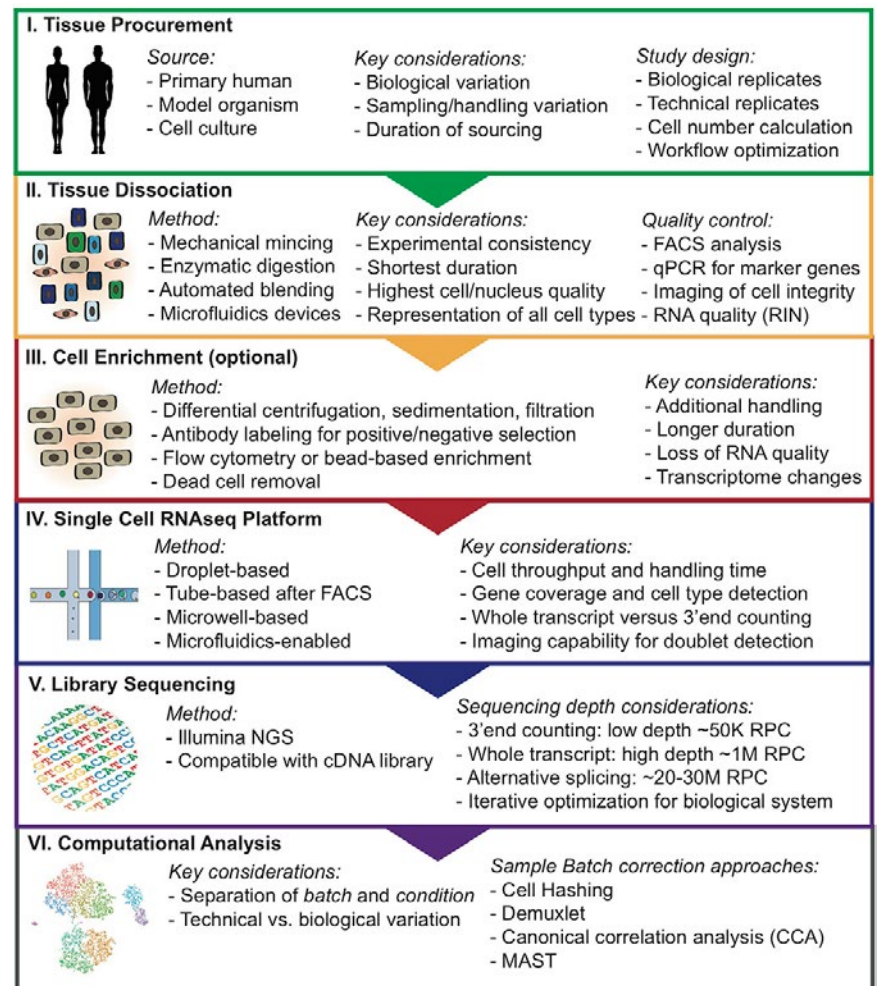 I. Tissue Procurement
Source:
- Primary human
- Model organism
- Cell culture
Key considerations:
- Biological variation
- Sampling/handling variation
- Duration of sourcing
Study design:
- Biological replicates
- Technical replicates
- Cell number calculation
- Workflow optimization
II. Tissue Dissociation
Method:
- Mechanical mincing
- Enzymatic digestion
- Automated blending
- Microfluidics devices
Key considerations:
- Experimental consistency
- Shortest duration
- Highest cell/nucleus quality
- Representation of all cell types
Quality control:
- FACS analysis
- qPCR for marker genes
- Imaging of cell integrity
- RNA quality (RIN)
III. Cell Enrichment (optional)
Method:
- Differential centrifugation, sedimentation, filtration
- Antibody labeling for positive/negative selection
- Flow cytometry or bead-based enrichment
- Dead cell removal
Key considerations:
- Additional handling
- Longer duration
- Loss of RNA quality
- Transcriptome changes
IV. Single Cell RNAseq Platform
Method:
- Droplet-based
- Tube-based after FACS
- Microwell-based
- Microfluidics-enabled
Key considerations:
- Cell throughput and handling time
- Gene coverage and cell type detection
- Whole transcript versus 3'end counting
- Imaging capability for doublet detection
V. Library Sequencing
Method:
- Illumina NGS
- Compatible with cDNA library
Sequencing depth considerations:
- 3'end counting: low depth ~50K RPC
- Whole transcript: high depth ~1M RPC
- Alternative splicing: ~20-30M RPC
- Iterative optimization for biological system
VI. Computational Analysis
Key considerations:
- Separation of batch and condition
- Technical vs. biological variation
Sample Batch correction approaches:
- Cell Hashing
- Demuxlet
- Canonical correlation analysis (CCA)
- MAST